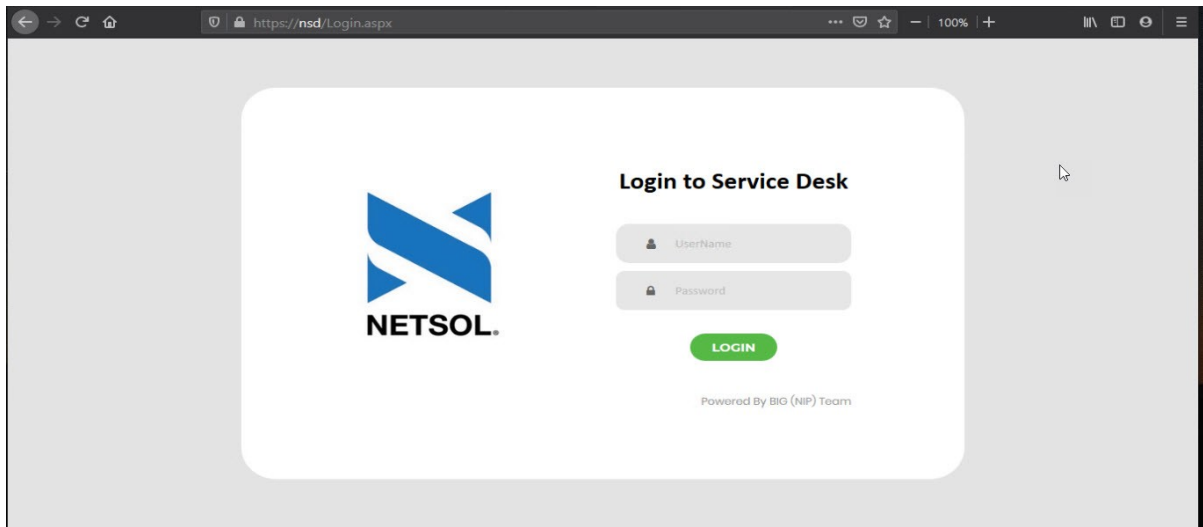 https://nsd/Login.aspx
100%
Login to Service Desk
UserName
Password
NETSOL.
LOGIN
Powered By BIG (NIP) Team